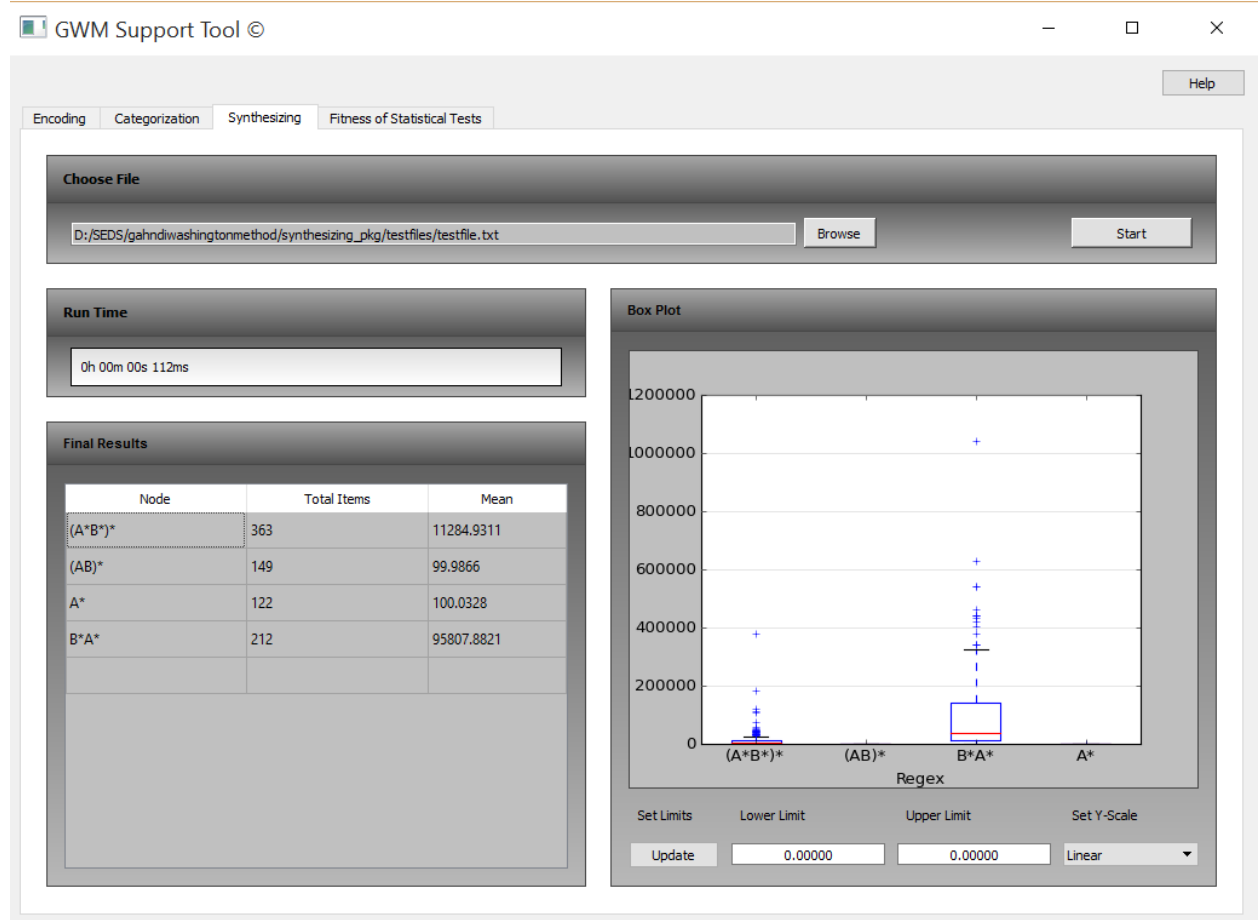 GWM Support Tool ©
Help
Encoding Categorization Synthesizing Fitness of Statistical Tests
Choose File
D:/SEDS/gahndiwashingtonmethod/synthesizing_pkg/testfiles/testfile.txt Browse Start
Run Time
0h 00m 00s 112ms
Final Results
Node Total Items Mean
(A*B*)* 363 11284.9311
(AB)* 149 99.9866
A* 122 100.0328
B*A* 212 95807.8821
Box Plot
1200000
1000000
800000
600000
400000
200000
0
(A*B*)* (AB)* B*A* A*
Regex
Set Limits Lower Limit Upper Limit Set Y-Scale
Update 0.00000 0.00000 Linear